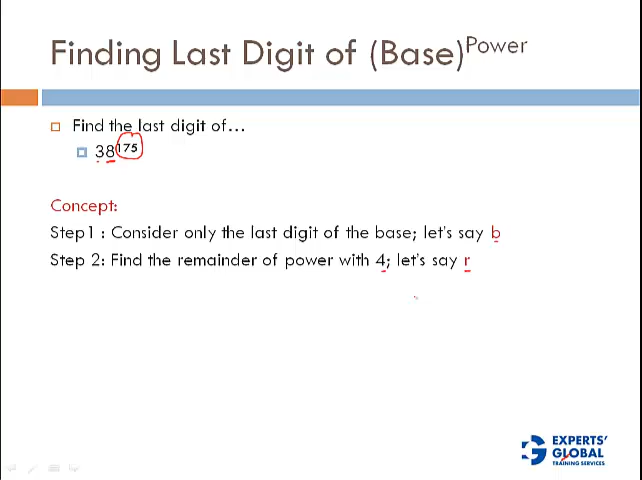 Finding Last Digit of (Base)^Power
Find the last digit of...
38^175
Concept:
Step1 : Consider only the last digit of the base; let's say b
Step 2: Find the remainder of power with 4; let's say r
EXPERTS'
GLOBAL
TRAINING SERVICES